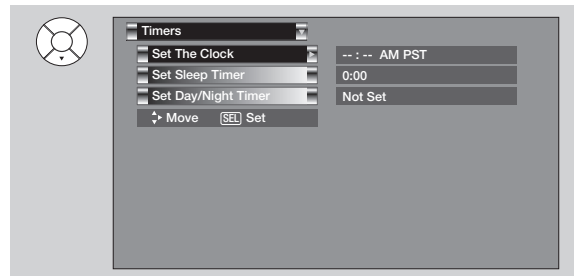 Timers
Set The Clock -- : -- AM PST
Set Sleep Timer 0:00
Set Day/Night Timer Not Set
Move SEL Set